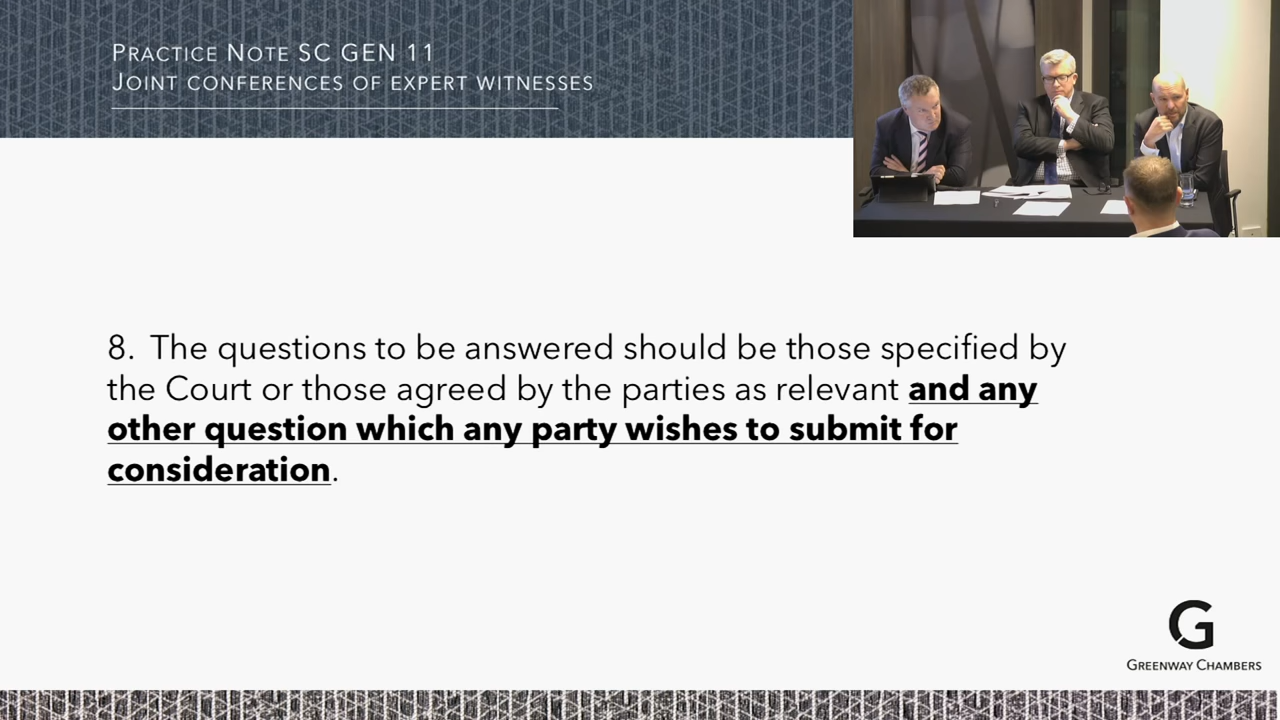 PRACTICE NOTE SC GEN 11
JOINT CONFERENCES OF EXPERT WITNESSES
8. The questions to be answered should be those specified by
the Court or those agreed by the parties as relevant and any
other question which any party wishes to submit for
consideration.
G
GREENWAY CHAMBERS